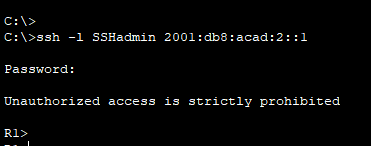 C:\>
C:\>ssh -l SSHadmin 2001:db8:acad:2::1
Password:
Unauthorized access is strictly prohibited
R1>